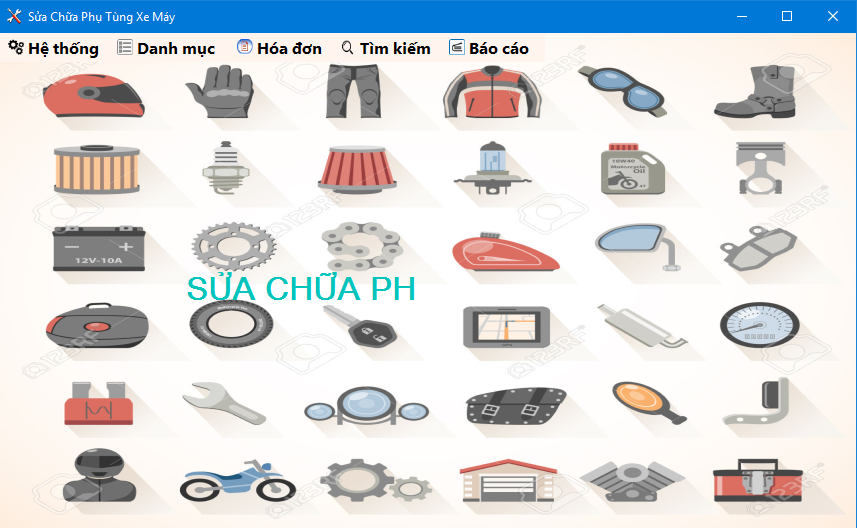 Sửa Chữa Phụ Tùng Xe Máy
Hệ thống Danh mục Hóa đơn Tìm kiếm Báo cáo
10W40
Motorcycle
Oil
12V-10A
SỬA CHỮA PH